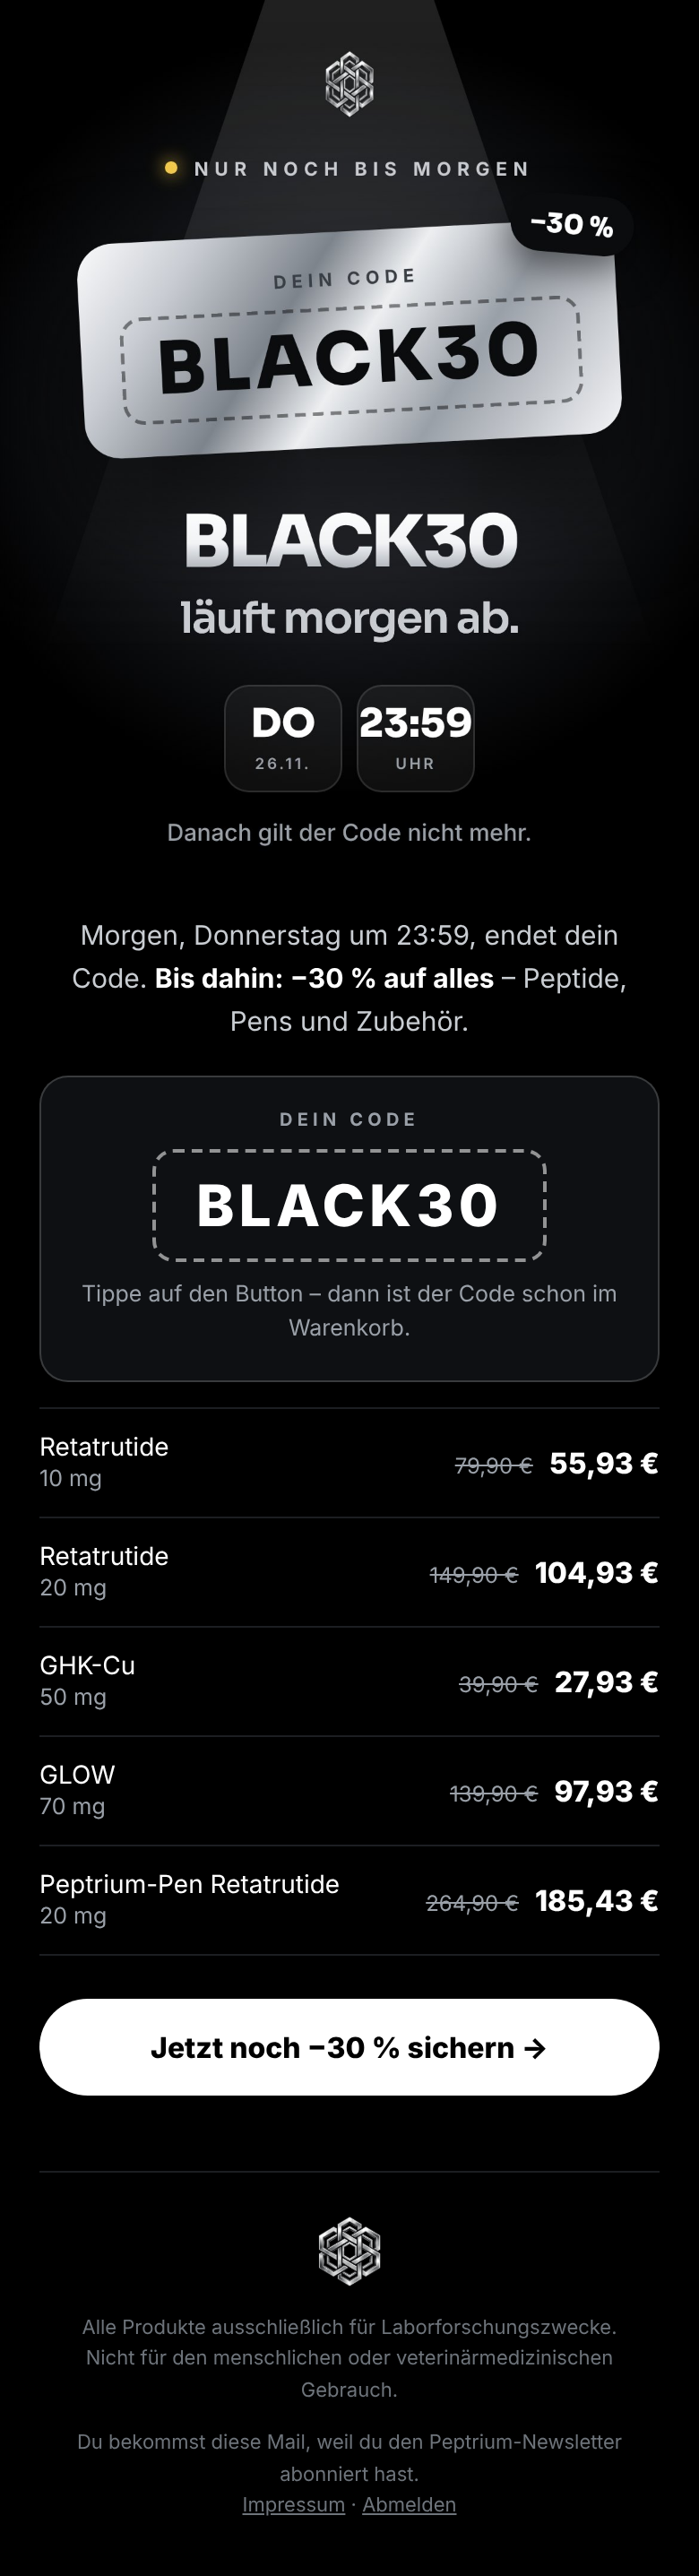 NUR NOCH BIS MORGEN
−30 %
DEIN CODE
BLACK30
BLACK30
läuft morgen ab.
DO
26.11.
23:59
UHR
Danach gilt der Code nicht mehr.
Morgen, Donnerstag um 23:59, endet dein
Code. Bis dahin: −30 % auf alles – Peptide,
Pens und Zubehör.
DEIN CODE
BLACK30
Tippe auf den Button – dann ist der Code schon im
Warenkorb.
Retatrutide
10 mg
79,90 € 55,93 €
Retatrutide
20 mg
149,90 € 104,93 €
GHK-Cu
50 mg
39,90 € 27,93 €
GLOW
70 mg
139,90 € 97,93 €
Peptrium-Pen Retatrutide
20 mg
264,90 € 185,43 €
Jetzt noch −30 % sichern →
Alle Produkte ausschließlich für Laborforschungszwecke.
Nicht für den menschlichen oder veterinärmedizinischen
Gebrauch.
Du bekommst diese Mail, weil du den Peptrium-Newsletter
abonniert hast.
Impressum · Abmelden